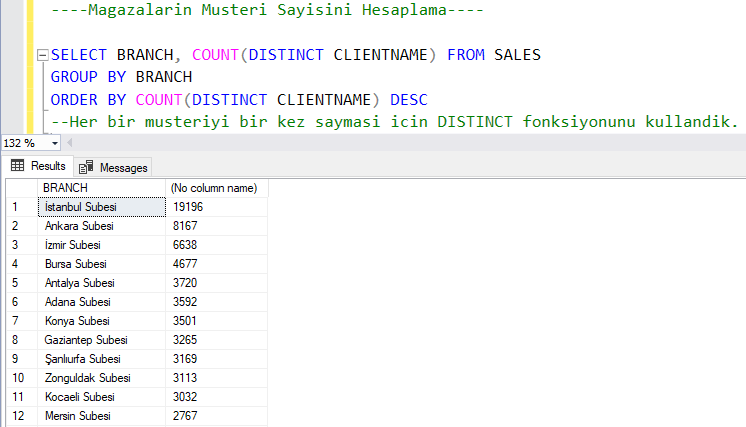 ----Magazalarin Musteri Sayisini Hesaplama----
SELECT BRANCH, COUNT(DISTINCT CLIENTNAME) FROM SALES
GROUP BY BRANCH
ORDER BY COUNT(DISTINCT CLIENTNAME) DESC
--Her bir musteriyi bir kez saymasi icin DISTINCT fonksiyonunu kullandik.
132 %
Results Messages
BRANCH (No column name)
1 İstanbul Subesi 19196
2 Ankara Subesi 8167
3 İzmir Subesi 6638
4 Bursa Subesi 4677
5 Antalya Subesi 3720
6 Adana Subesi 3592
7 Konya Subesi 3501
8 Gaziantep Subesi 3265
9 Şanlıurfa Subesi 3169
10 Zonguldak Subesi 3113
11 Kocaeli Subesi 3032
12 Mersin Subesi 2767